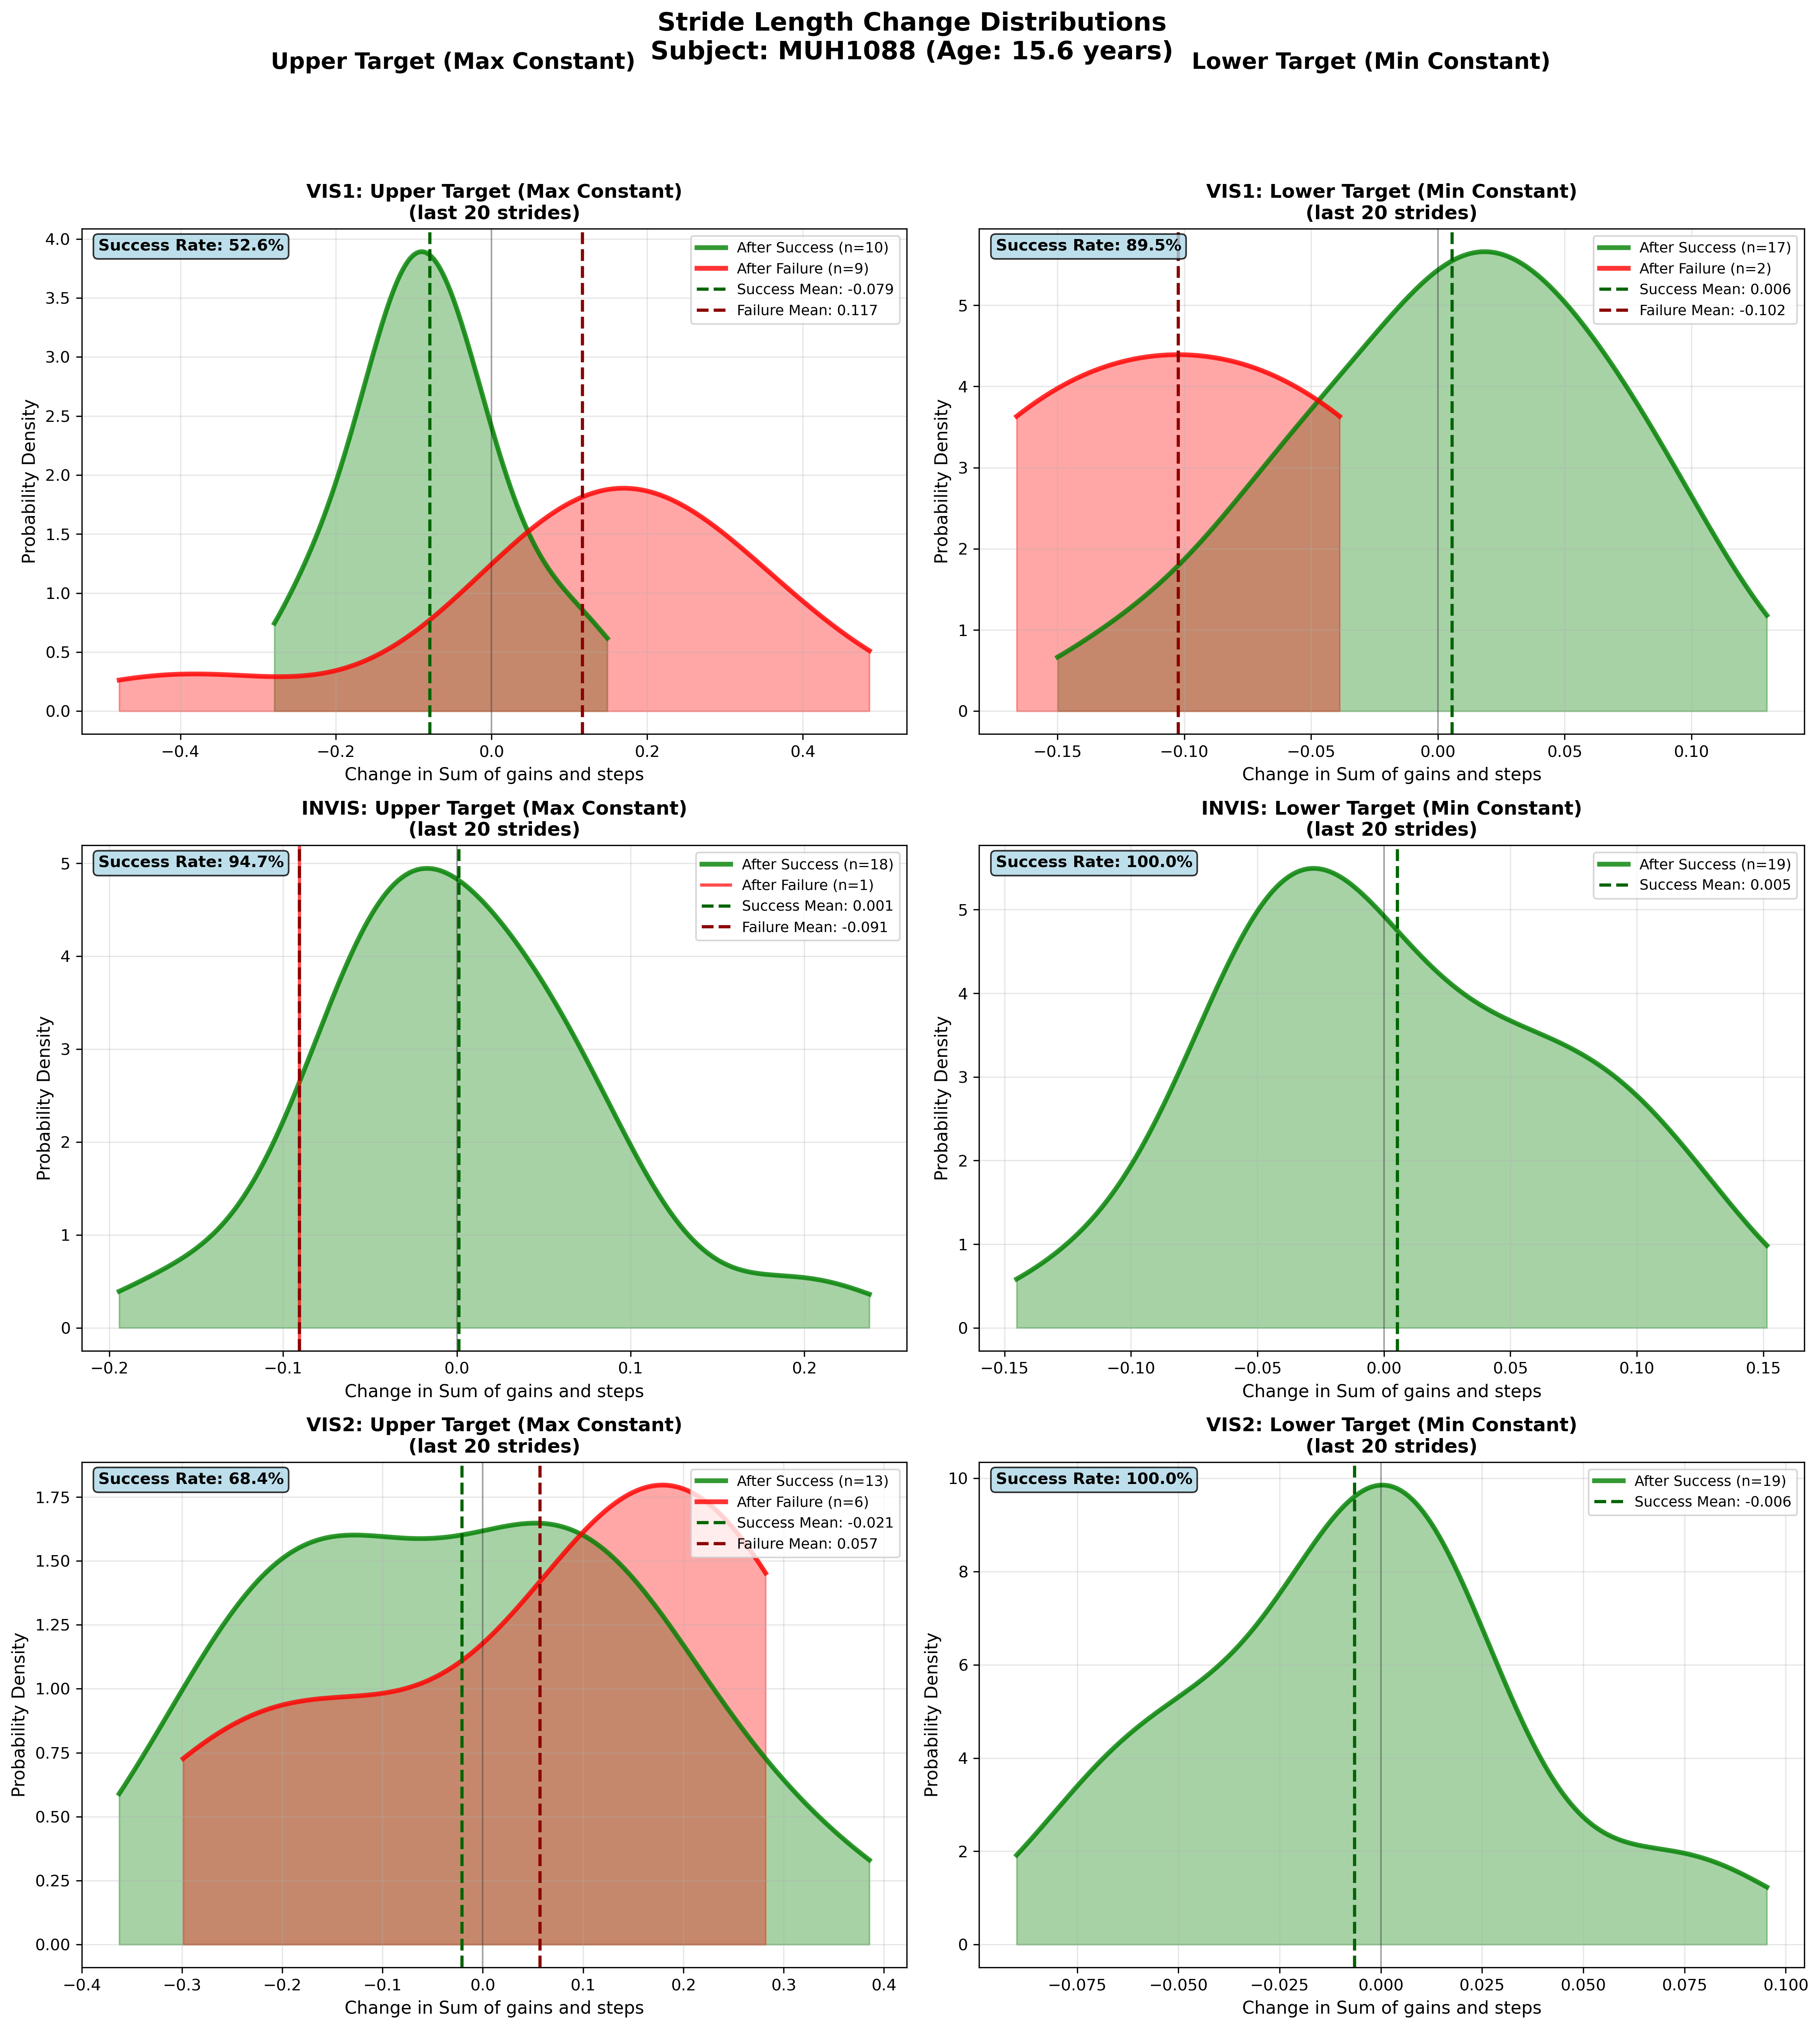 Stride Length Change Distributions
Subject: MUH1088 (Age: 15.6 years)
Upper Target (Max Constant)
Lower Target (Min Constant)
VIS1: Upper Target (Max Constant)
(last 20 strides)
Success Rate: 52.6%
After Success (n=10)
After Failure (n=9)
Success Mean: -0.079
Failure Mean: 0.117
Probability Density
4.0
3.5
3.0
2.5
2.0
1.5
1.0
0.5
0.0
−0.4
−0.2
0.0
0.2
0.4
Change in Sum of gains and steps
VIS1: Lower Target (Min Constant)
(last 20 strides)
Success Rate: 89.5%
After Success (n=17)
After Failure (n=2)
Success Mean: 0.006
Failure Mean: -0.102
Probability Density
5
4
3
2
1
0
−0.15
−0.10
−0.05
0.00
0.05
0.10
Change in Sum of gains and steps
INVIS: Upper Target (Max Constant)
(last 20 strides)
Success Rate: 94.7%
After Success (n=18)
After Failure (n=1)
Success Mean: 0.001
Failure Mean: -0.091
Probability Density
5
4
3
2
1
0
−0.2
−0.1
0.0
0.1
0.2
Change in Sum of gains and steps
INVIS: Lower Target (Min Constant)
(last 20 strides)
Success Rate: 100.0%
After Success (n=19)
Success Mean: 0.005
Probability Density
5
4
3
2
1
0
−0.15
−0.10
−0.05
0.00
0.05
0.10
0.15
Change in Sum of gains and steps
VIS2: Upper Target (Max Constant)
(last 20 strides)
Success Rate: 68.4%
After Success (n=13)
After Failure (n=6)
Success Mean: -0.021
Failure Mean: 0.057
Probability Density
1.75
1.50
1.25
1.00
0.75
0.50
0.25
0.00
−0.4
−0.3
−0.2
−0.1
0.0
0.1
0.2
0.3
0.4
Change in Sum of gains and steps
VIS2: Lower Target (Min Constant)
(last 20 strides)
Success Rate: 100.0%
After Success (n=19)
Success Mean: -0.006
Probability Density
10
8
6
4
2
0
−0.075
−0.050
−0.025
0.000
0.025
0.050
0.075
0.100
Change in Sum of gains and steps